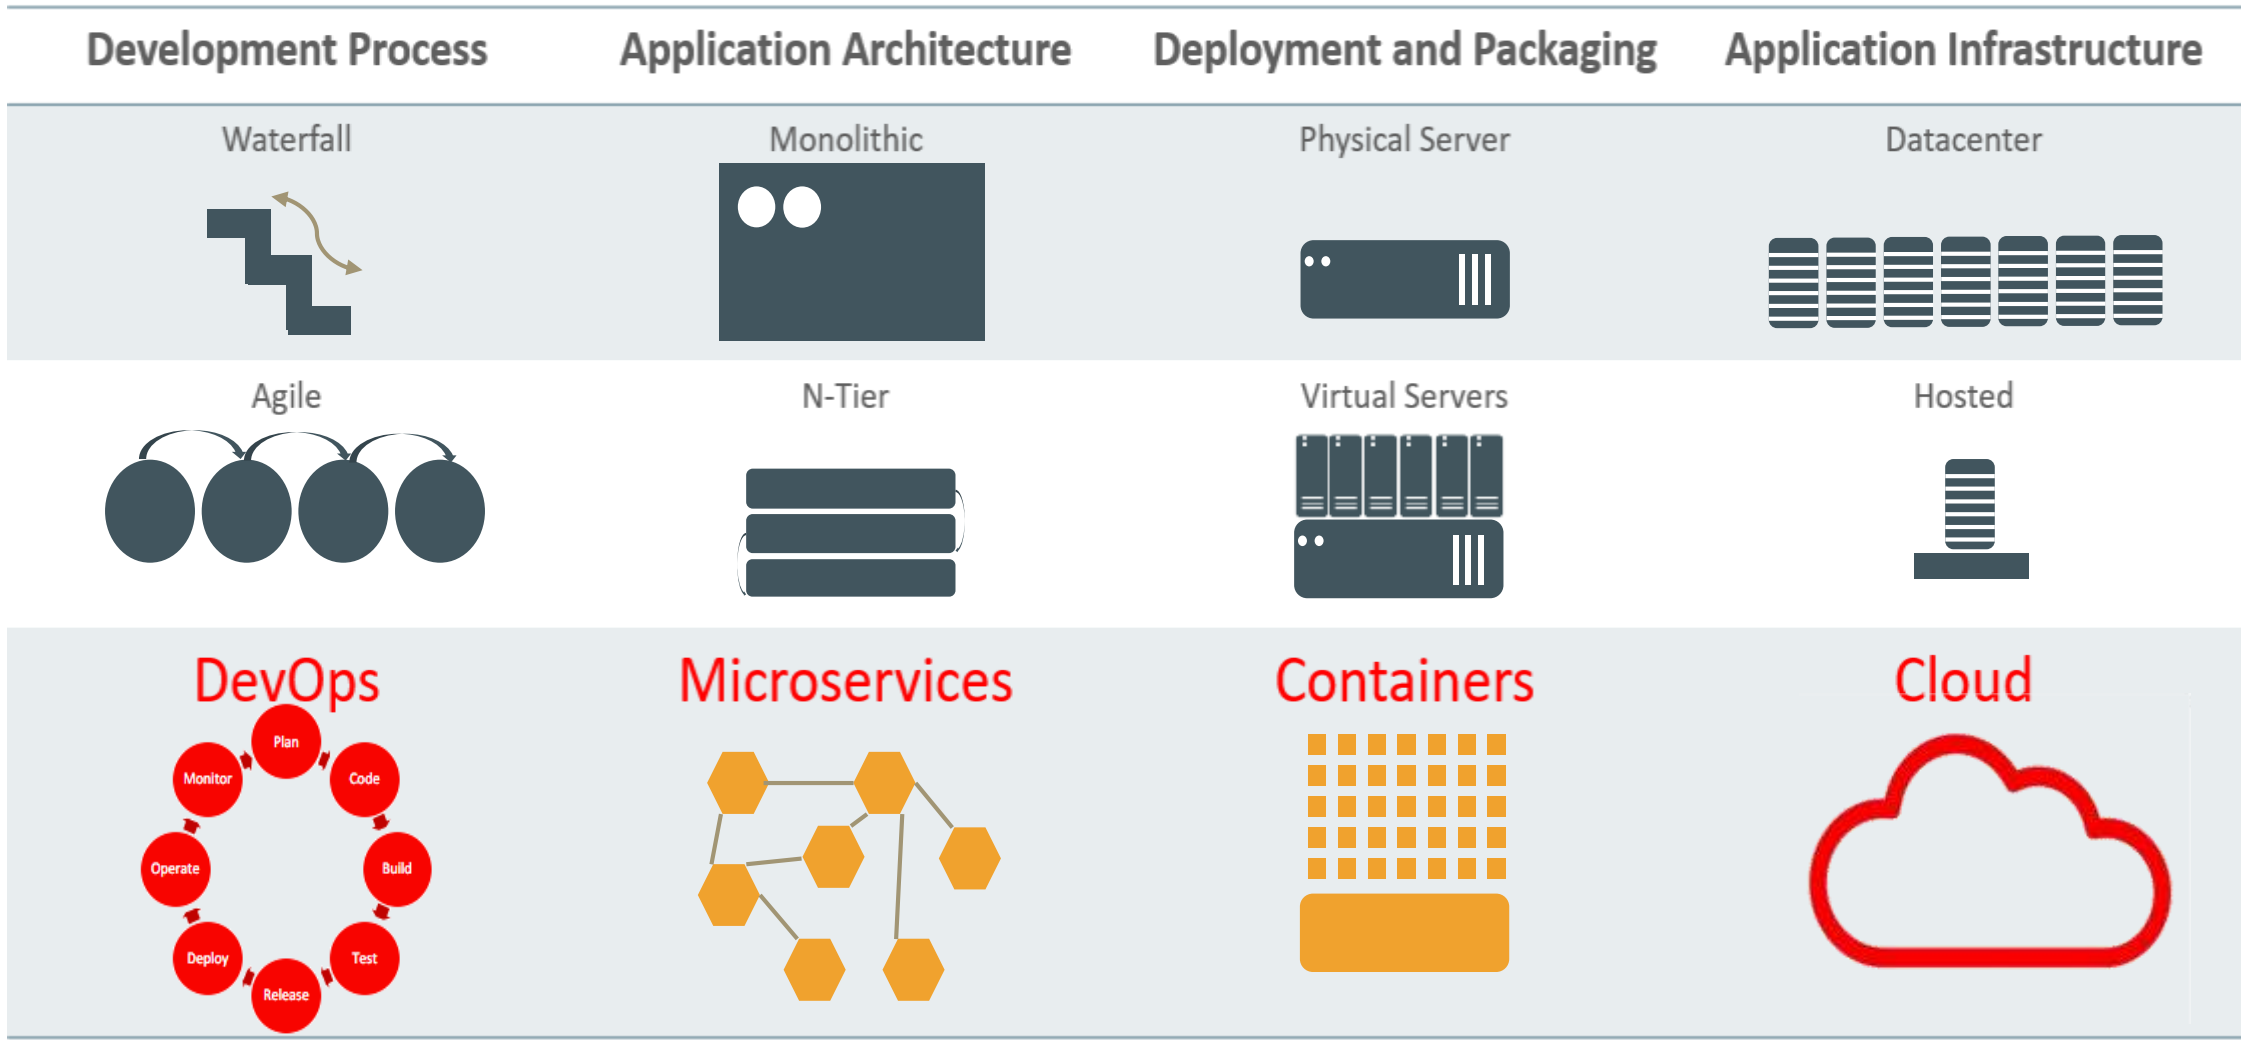 Development Process
Application Architecture
Deployment and Packaging
Application Infrastructure
Waterfall
Monolithic
Physical Server
Datacenter
Agile
N-Tier
Virtual Servers
Hosted
DevOps
Microservices
Containers
Cloud
Plan
Code
Build
Test
Release
Deploy
Operate
Monitor